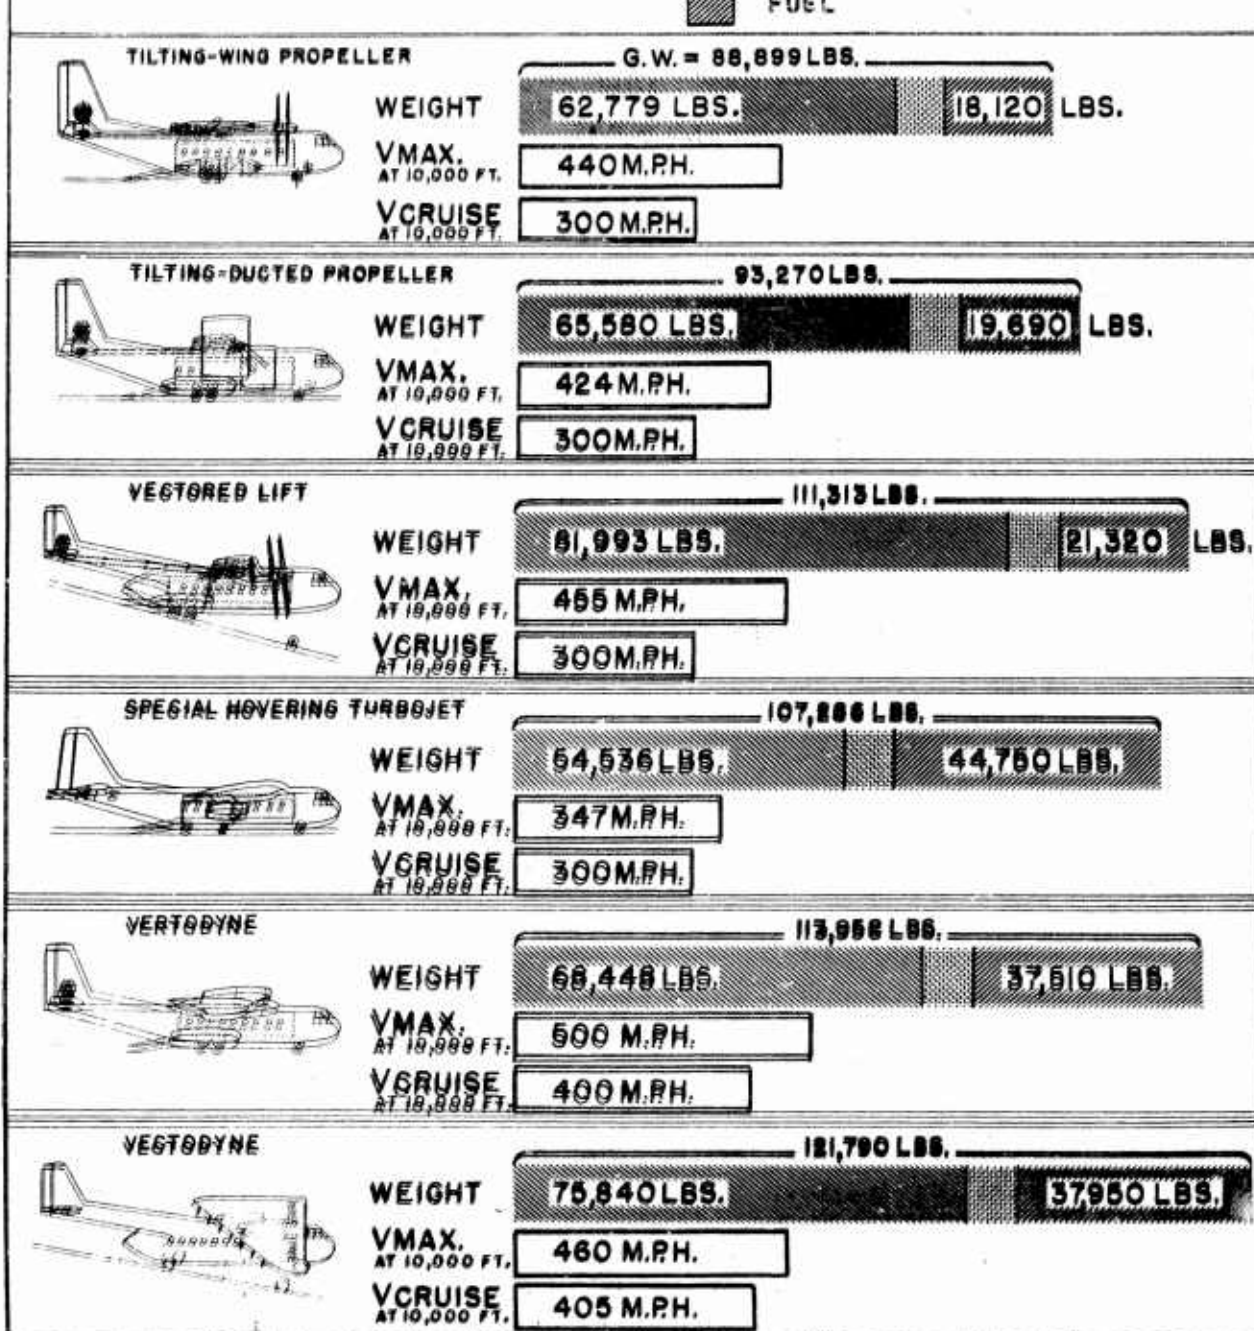 FUEL
TILTING-WING PROPELLER
G.W. = 88,899 LBS.
WEIGHT 62,779 LBS. 18,120 LBS.
VMAX. 440 M.P.H.
AT 10,000 FT.
VCRUISE 300 M.P.H.
AT 10,000 FT.
TILTING-DUCTED PROPELLER
93,270 LBS.
WEIGHT 65,580 LBS. 19,690 LBS.
VMAX. 424 M.P.H.
AT 10,000 FT.
VCRUISE 300 M.P.H.
AT 10,000 FT.
VECTORED LIFT
111,313 LBS.
WEIGHT 81,993 LBS. 21,320 LBS.
VMAX. 455 M.P.H.
AT 10,000 FT.
VCRUISE 300 M.P.H.
AT 10,000 FT.
SPECIAL HOVERING TURBOJET
107,286 LBS.
WEIGHT 54,536 LBS. 44,750 LBS.
VMAX. 347 M.P.H.
AT 10,000 FT.
VCRUISE 300 M.P.H.
AT 10,000 FT.
VERTODYNE
113,958 LBS.
WEIGHT 68,448 LBS. 37,510 LBS.
VMAX. 500 M.P.H.
AT 10,000 FT.
VCRUISE 400 M.P.H.
AT 10,000 FT.
VECTODYNE
121,790 LBS.
WEIGHT 75,840 LBS. 37,950 LBS.
VMAX. 460 M.P.H.
AT 10,000 FT.
VCRUISE 405 M.P.H.
AT 10,000 FT.